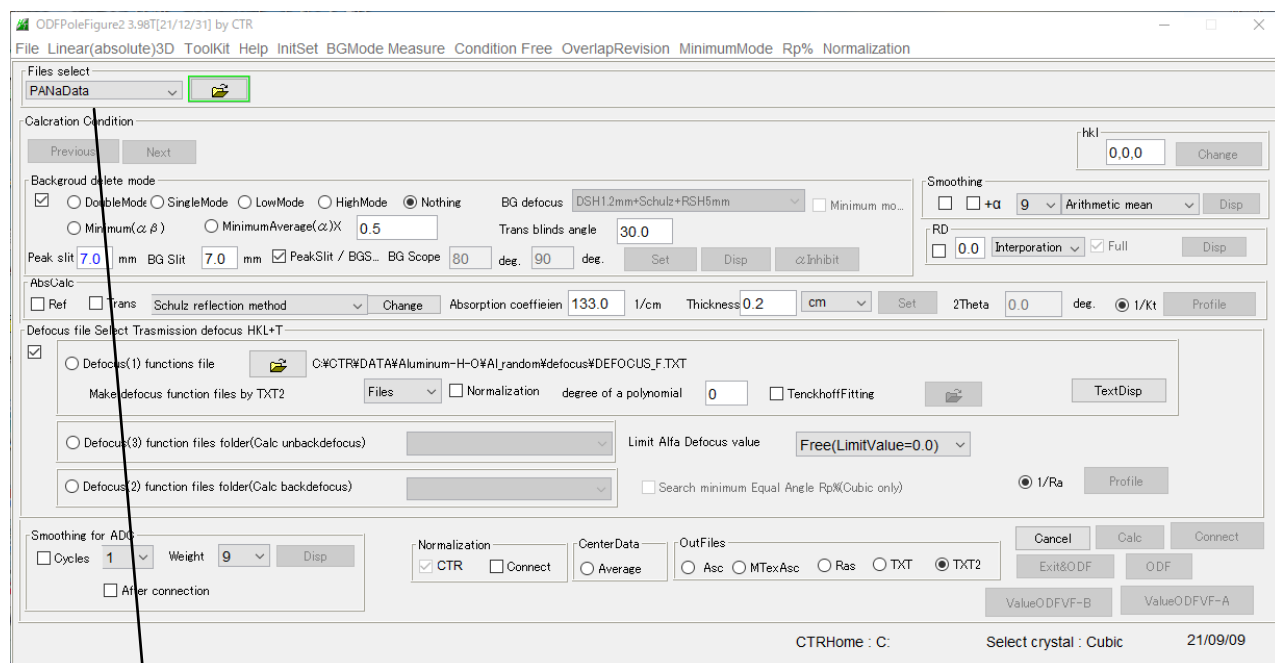 ODFPoleFigure2 3.98T[21/12/31] by CTR
File Linear(absolute)3D ToolKit Help InitSet BGMode Measure Condition Free OverlapRevision MinimumMode Rp% Normalization
Files select
PANaData
Calcration Condition
Previous Next
hkl
0,0,0 Change
Backgroud delete mode
DoubleMode SingleMode LowMode HighMode Nothing BG defocus DSH1.2mm+Schulz+RSH5mm Minimum mo...
Minimum(αβ) MinimumAverage(α)X 0.5 Trans blinds angle 30.0
Peak slit 7.0 mm BG Slit 7.0 mm PeakSlit / BGS... BG Scope 80 deg. 90 deg. Set Disp αInhibit
Smoothing
+α 9 Arithmetic mean Disp
RD
0.0 Interporation Full Disp
AbsCalc
Ref Trans Schulz reflection method Change Absorption coeffieien 133.0 1/cm Thickness 0.2 cm Set 2Theta 0.0 deg. 1/Kt Profile
Defocus file Select Trasmission defocus HKL+T
Defocus(1) functions file C:¥CTR¥DATA¥Aluminum-H-O¥Al_random¥defocus¥DEFOCUS_F.TXT
Make defocus function files by TXT2 Files Normalization degree of a polynomial 0 TenckhoffFitting TextDisp
Defocus(3) function files folder(Calc unbackdefocus) Limit Alfa Defocus value Free(LimitValue=0.0)
Defocus(2) function files folder(Calc backdefocus) Search minimum Equal Angle Rp%(Cubic only) 1/Ra Profile
Smoothing for ADC
Cycles 1 Weight 9 Disp
After connection
Normalization
CTR Connect
CenterData
Average
OutFiles
Asc MTexAsc Ras TXT TXT2
Cancel Calc Connect
Exit&ODF ODF
ValueODFVF-B ValueODFVF-A
CTRHome : C: Select crystal : Cubic 21/09/09